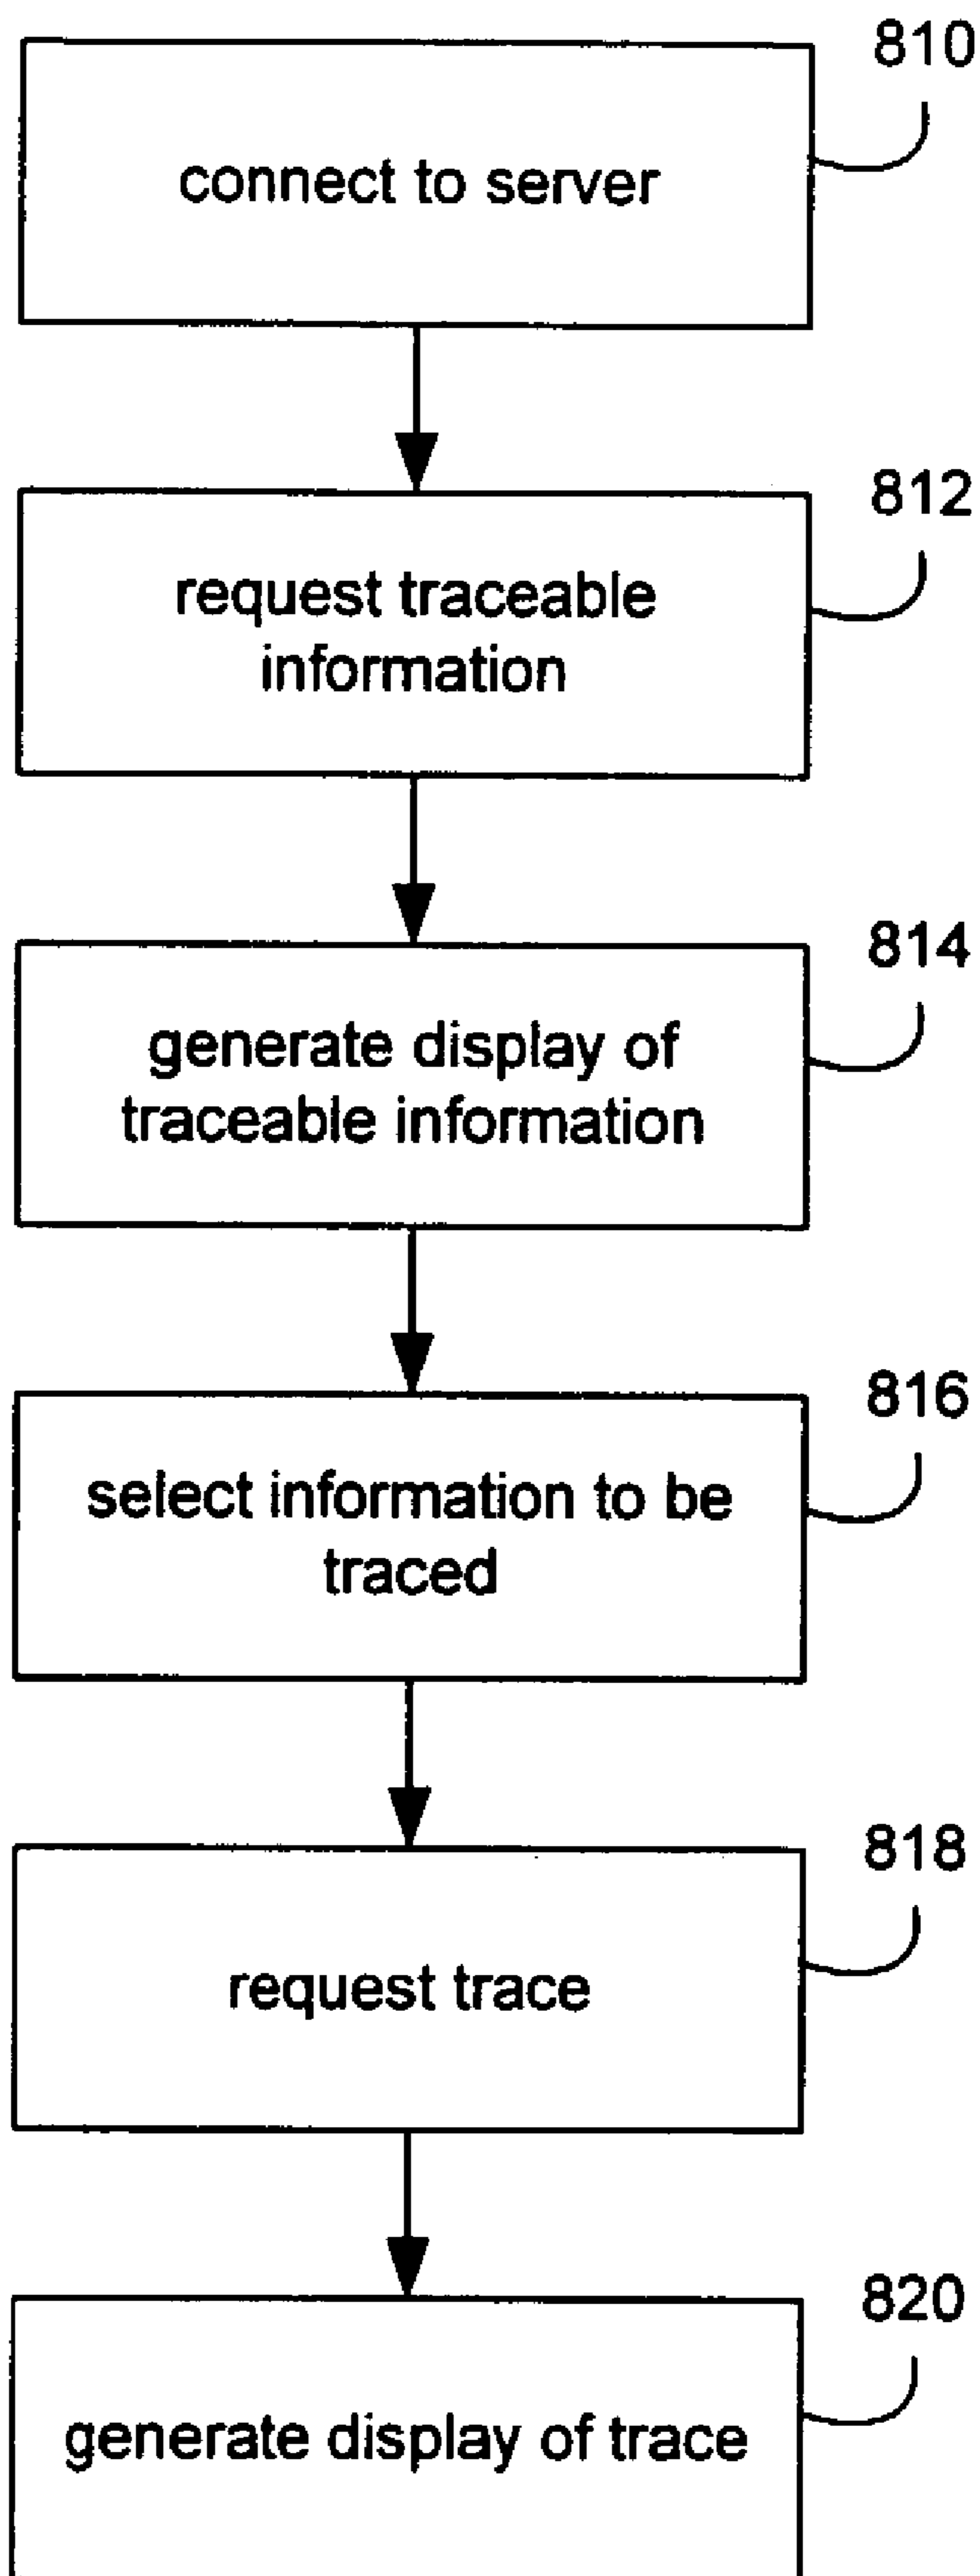 810
connect to server
812
request traceable
information
814
generate display of
traceable information
816
select information to be
traced
818
request trace
820
generate display of trace